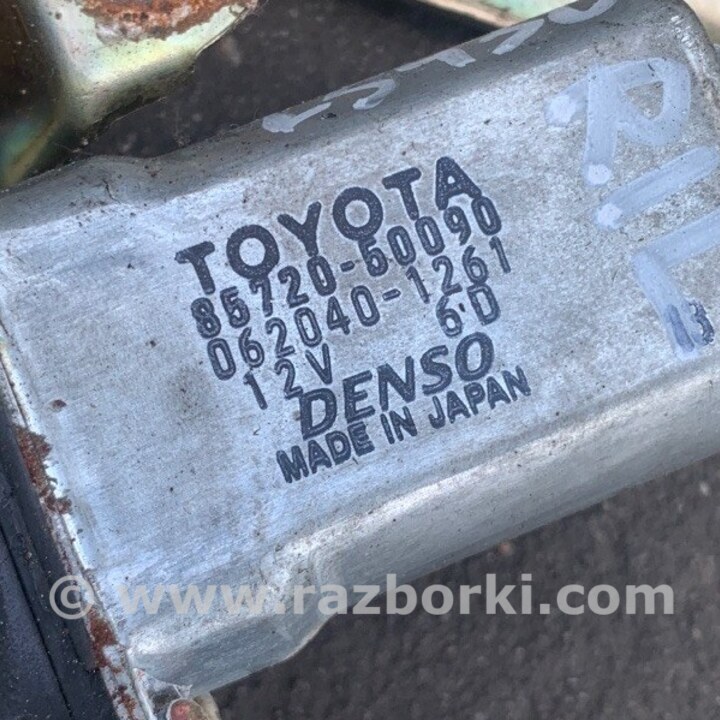 TOYOTA
85720-50090
062040-1261
12V 6D
DENSO
MADE IN JAPAN
© www.razborki.com